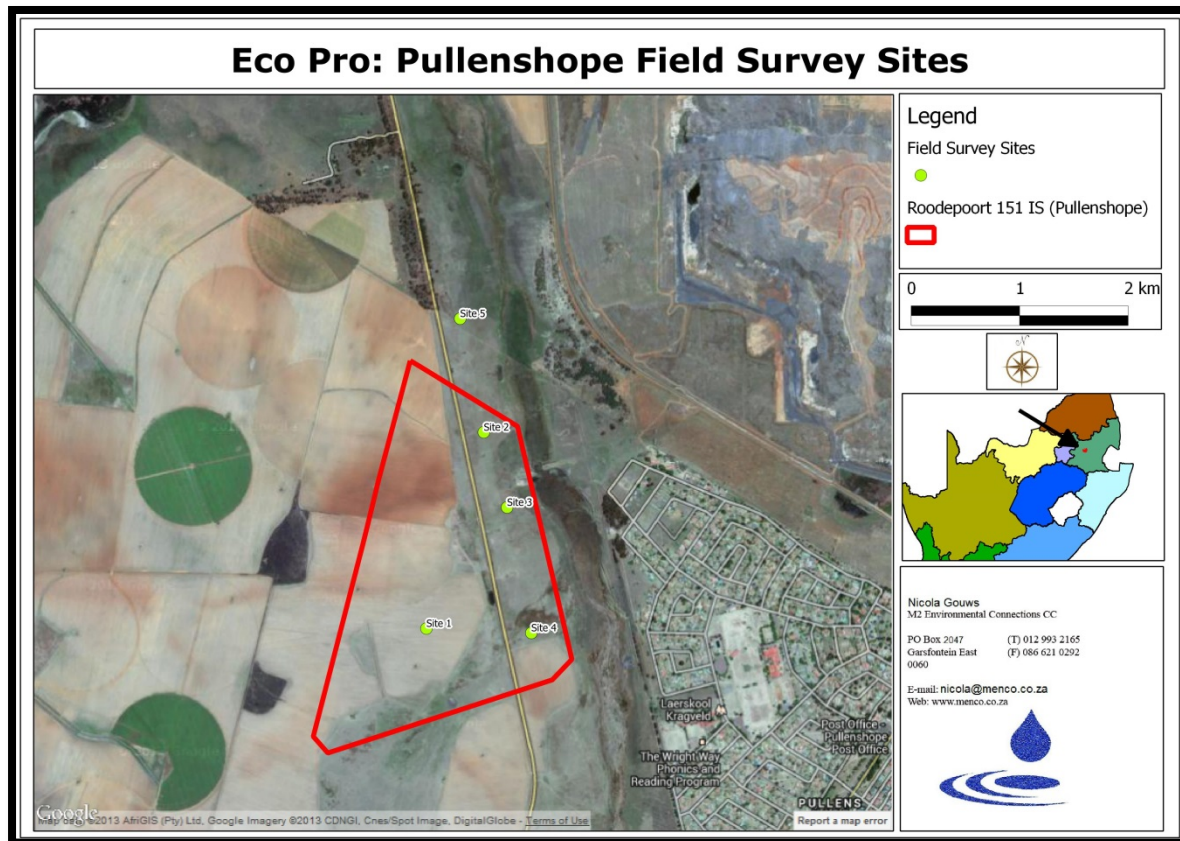 Eco Pro: Pullenshope Field Survey Sites
Site 5
Site 2
Site 3
Site 1
Site 4
Laerskool
Kragveld
Post Office -
Pullenshope
Post Office
The Wright Way
Phonics and
Reading Program
PULLENS
Google
Map data ©2013 AfriGIS (Pty) Ltd, Google Imagery ©2013 CDNGI, Cnes/Spot Image, DigitalGlobe - Terms of Use
Report a map error
Legend
Field Survey Sites
Roodepoort 151 IS (Pullenshope)
0 1 2 km
N
Nicola Gouws
M2 Environmental Connections CC
PO Box 2047 (T) 012 993 2165
Garsfontein East (F) 086 621 0292
0060
E-mail: nicola@menco.co.za
Web: www.menco.co.za